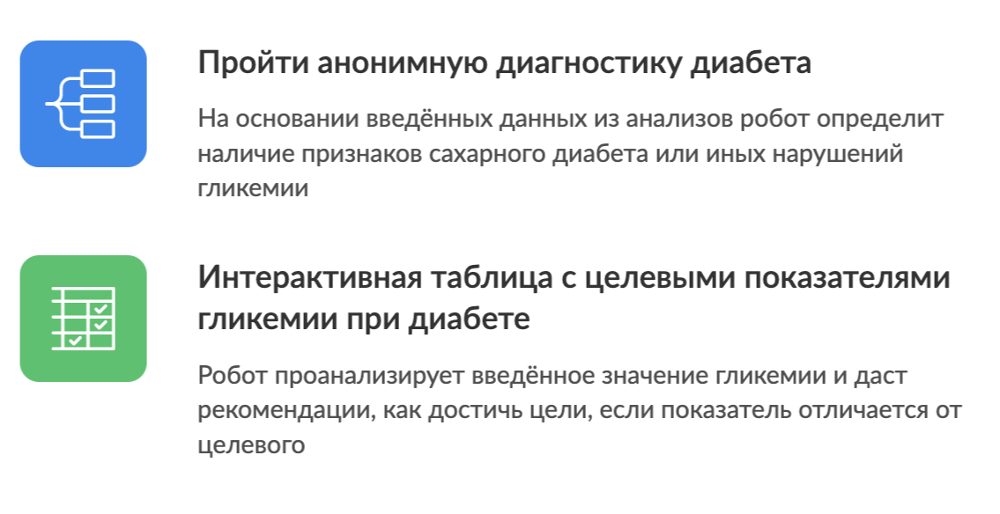 Пройти анонимную диагностику диабета
На основании введённых данных из анализов робот определит
наличие признаков сахарного диабета или иных нарушений
гликемии
Интерактивная таблица с целевыми показателями
гликемии при диабете
Робот проанализирует введённое значение гликемии и даст
рекомендации, как достичь цели, если показатель отличается от
целевого